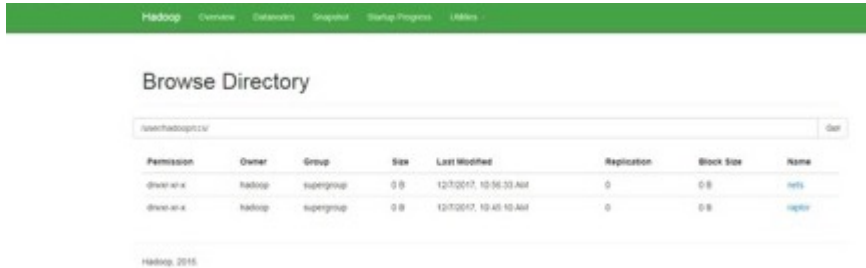 Hadoop Overview Datanodes Snapshot Startup Progress Utilities
Browse Directory
Go!
Permission Owner Group Size Last Modified Replication Block Size Name
drwxr-xr-x hadoop supergroup 0 B 12/7/2017, 10:56:33 AM 0 0 B nets
drwxr-xr-x hadoop supergroup 0 B 12/7/2017, 10:45:10 AM 0 0 B raptor
Hadoop, 2015.